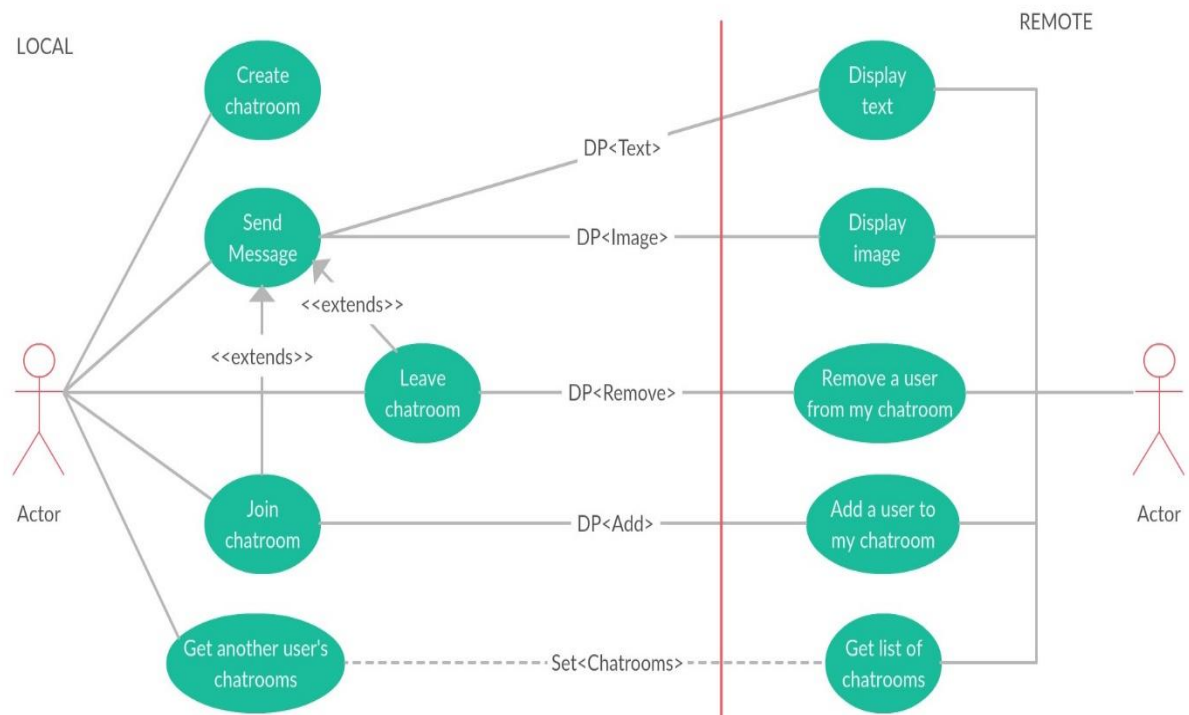 LOCAL
REMOTE
Create
chatroom
Display
text
DP<Text>
Send
Message
DP<Image>
Display
image
<<extends>>
<<extends>>
Leave
chatroom
DP<Remove>
Remove a user
from my chatroom
Actor
Join
chatroom
DP<Add>
Add a user to
my chatroom
Actor
Get another user's
chatrooms
Set<Chatrooms>
Get list of
chatrooms